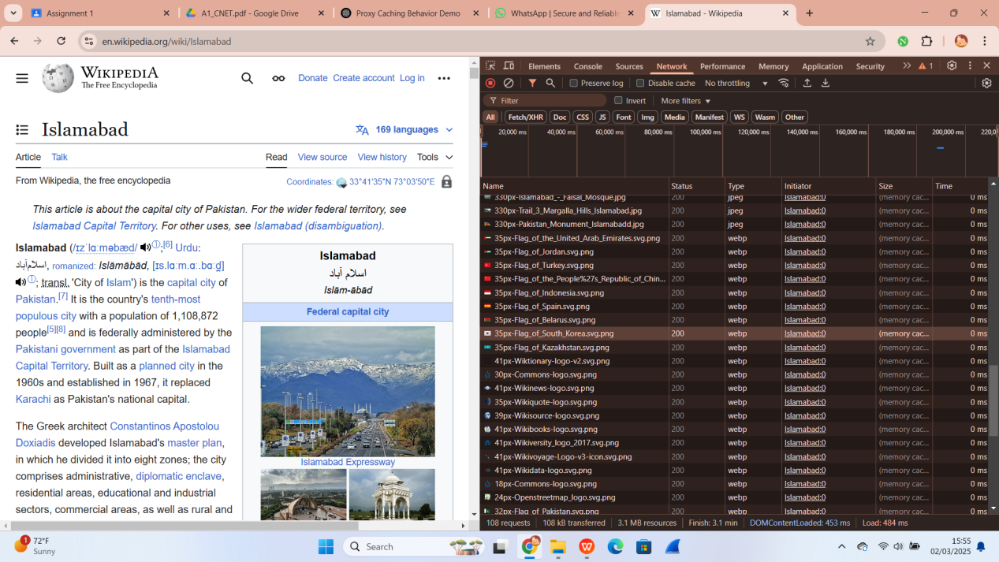 Assignment 1
A1_CNET.pdf - Google Drive
Proxy Caching Behavior Demo
WhatsApp | Secure and Reliable
Islamabad - Wikipedia
en.wikipedia.org/wiki/Islamabad
WIKIPEDIA
The Free Encyclopedia
Donate Create account Log in
Islamabad
169 languages
Article Talk Read View source View history Tools
From Wikipedia, the free encyclopedia
Coordinates: 33°41′35″N 73°03′50″E
This article is about the capital city of Pakistan. For the wider federal territory, see
Islamabad Capital Territory. For other uses, see Islamabad (disambiguation).
Islamabad (/ɪzˈlɑːməbæd/ ⓘ;[6] Urdu:
اسلام‌آباد, romanized: Islāmābād, [ɪs.lɑːm.ɑː.bɑːd̪]
ⓘ; transl. 'City of Islam') is the capital city of
Pakistan.[7] It is the country's tenth-most
populous city with a population of 1,108,872
people[5][8] and is federally administered by the
Pakistani government as part of the Islamabad
Capital Territory. Built as a planned city in the
1960s and established in 1967, it replaced
Karachi as Pakistan's national capital.
The Greek architect Constantinos Apostolou
Doxiadis developed Islamabad's master plan,
in which he divided it into eight zones; the city
comprises administrative, diplomatic enclave,
residential areas, educational and industrial
sectors, commercial areas, as well as rural and
Islamabad
اسلام آباد
Islām-ābād
Federal capital city
Islamabad Expressway
Elements Console Sources Network Performance Memory Application Security 1
Preserve log Disable cache No throttling
Filter Invert More filters
All Fetch/XHR Doc CSS JS Font Img Media Manifest WS Wasm Other
20,000 ms 40,000 ms 60,000 ms 80,000 ms 100,000 ms 120,000 ms 140,000 ms 160,000 ms 180,000 ms 200,000 ms 220,0
Name Status Type Initiator Size Time
330px-Islamabad_-_Faisal_Mosque.jpg 200 jpeg Islamabad:0 (memory cac... 0 ms
330px-Trail_3_Margalla_Hills_Islamabad.jpg 200 jpeg Islamabad:0 (memory cac... 0 ms
330px-Pakistan_Monument_Islamabadd.jpg 200 jpeg Islamabad:0 (memory cac... 0 ms
35px-Flag_of_the_United_Arab_Emirates.svg.png 200 webp Islamabad:0 (memory cac... 0 ms
35px-Flag_of_Jordan.svg.png 200 webp Islamabad:0 (memory cac... 0 ms
35px-Flag_of_Turkey.svg.png 200 webp Islamabad:0 (memory cac... 0 ms
35px-Flag_of_the_People%27s_Republic_of_Chin... 200 webp Islamabad:0 (memory cac... 0 ms
35px-Flag_of_Indonesia.svg.png 200 webp Islamabad:0 (memory cac... 0 ms
35px-Flag_of_Spain.svg.png 200 webp Islamabad:0 (memory cac... 0 ms
35px-Flag_of_Belarus.svg.png 200 webp Islamabad:0 (memory cac... 0 ms
35px-Flag_of_South_Korea.svg.png 200 webp Islamabad:0 (memory cac... 0 ms
35px-Flag_of_Kazakhstan.svg.png 200 webp Islamabad:0 (memory cac... 0 ms
41px-Wiktionary-logo-v2.svg.png 200 webp Islamabad:0 (memory cac... 0 ms
30px-Commons-logo.svg.png 200 webp Islamabad:0 (memory cac... 0 ms
41px-Wikinews-logo.svg.png 200 webp Islamabad:0 (memory cac... 0 ms
35px-Wikiquote-logo.svg.png 200 webp Islamabad:0 (memory cac... 0 ms
39px-Wikisource-logo.svg.png 200 webp Islamabad:0 (memory cac... 0 ms
41px-Wikibooks-logo.svg.png 200 webp Islamabad:0 (memory cac... 0 ms
41px-Wikiversity_logo_2017.svg.png 200 webp Islamabad:0 (memory cac... 0 ms
41px-Wikivoyage-Logo-v3-icon.svg.png 200 webp Islamabad:0 (memory cac... 0 ms
41px-Wikidata-logo.svg.png 200 webp Islamabad:0 (memory cac... 0 ms
18px-Commons-logo.svg.png 200 webp Islamabad:0 (memory cac... 0 ms
24px-Openstreetmap_logo.svg.png 200 webp Islamabad:0 (memory cac... 0 ms
32px-Flag_of_Pakistan.svg.png 200 webp Islamabad:0 (memory cac... 0 ms
108 requests 108 kB transferred 3.1 MB resources Finish: 3.1 min DOMContentLoaded: 453 ms Load: 484 ms
1
72°F
Sunny
Search
15:55
02/03/2025